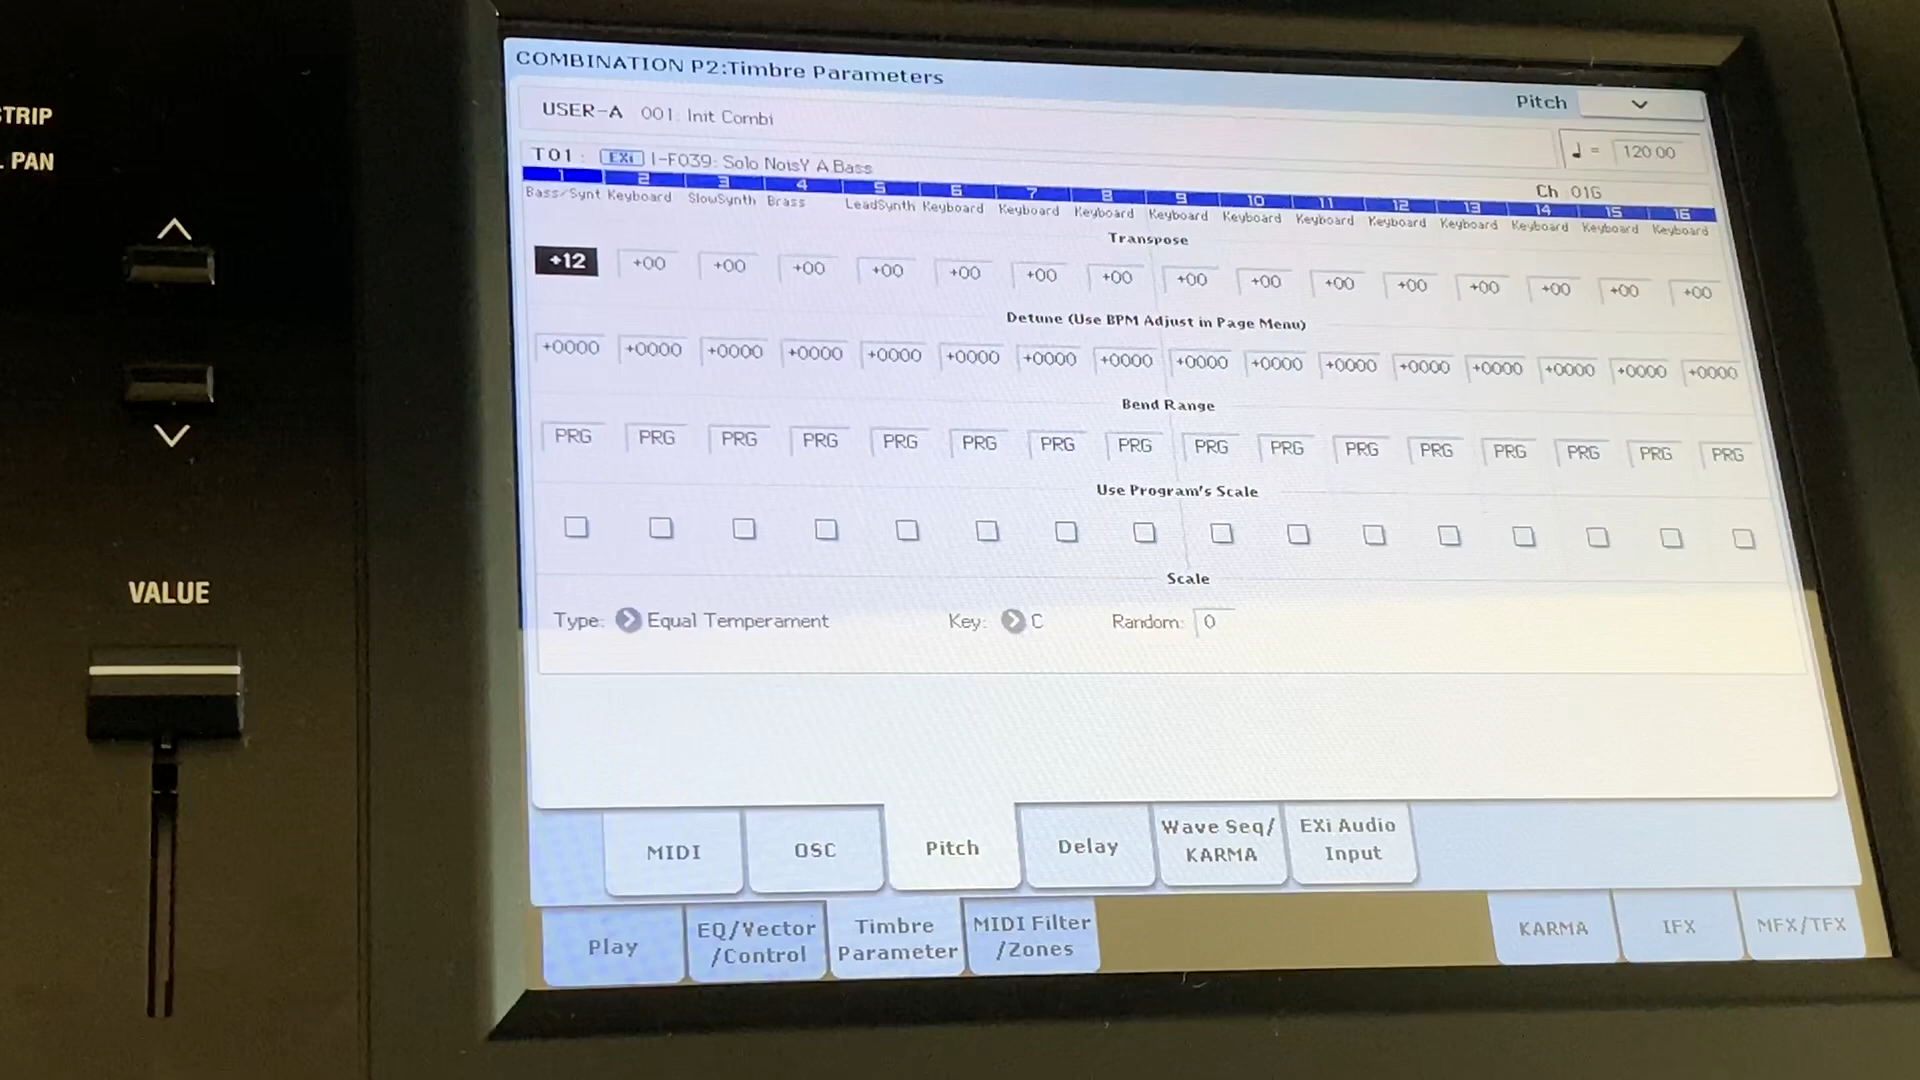 STRIP
PAN
VALUE
COMBINATION P2:Timbre Parameters
Pitch
USER-A 001: Init Combi
♩ = 120.00
T01: EXi I-F039: Solo NoisY A.Bass
Ch 01G
1 2 3 4 5 6 7 8 9 10 11 12 13 14 15 16
Bass/Synt Keyboard SlowSynth Brass LeadSynth Keyboard Keyboard Keyboard Keyboard Keyboard Keyboard Keyboard Keyboard Keyboard Keyboard Keyboard
Transpose
+12 +00 +00 +00 +00 +00 +00 +00 +00 +00 +00 +00 +00 +00 +00 +00
Detune (Use BPM Adjust in Page Menu)
+0000 +0000 +0000 +0000 +0000 +0000 +0000 +0000 +0000 +0000 +0000 +0000 +0000 +0000 +0000 +0000
Bend Range
PRG PRG PRG PRG PRG PRG PRG PRG PRG PRG PRG PRG PRG PRG PRG PRG
Use Program's Scale
Scale
Type: Equal Temperament Key: C Random: 0
MIDI
OSC
Pitch
Delay
Wave Seq/
KARMA
EXi Audio
Input
Play
EQ/Vector
/Control
Timbre
Parameter
MIDI Filter
/Zones
KARMA
IFX
MFX/TFX